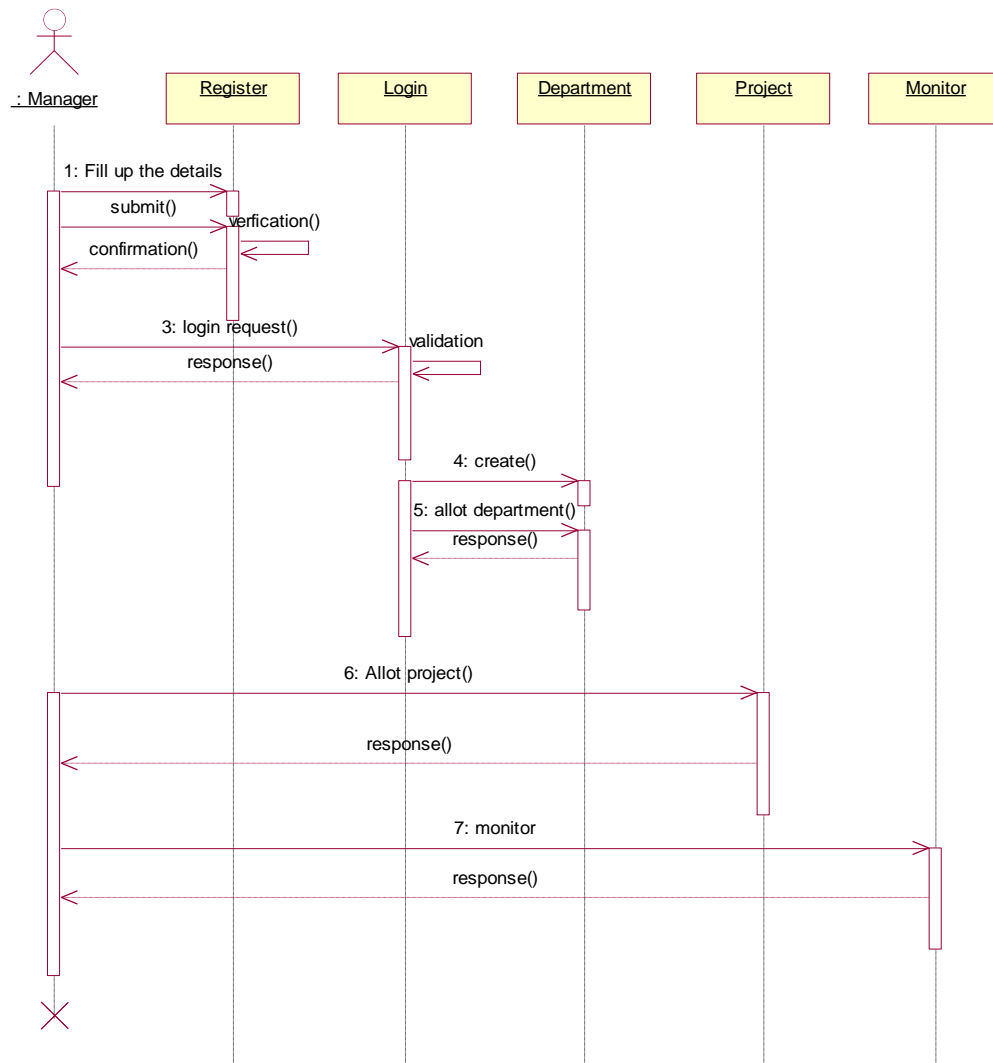 : Manager
Register
Login
Department
Project
Monitor
1: Fill up the details
submit()
verfication()
confirmation()
3: login request()
validation
response()
4: create()
5: allot department()
response()
6: Allot project()
response()
7: monitor
response()